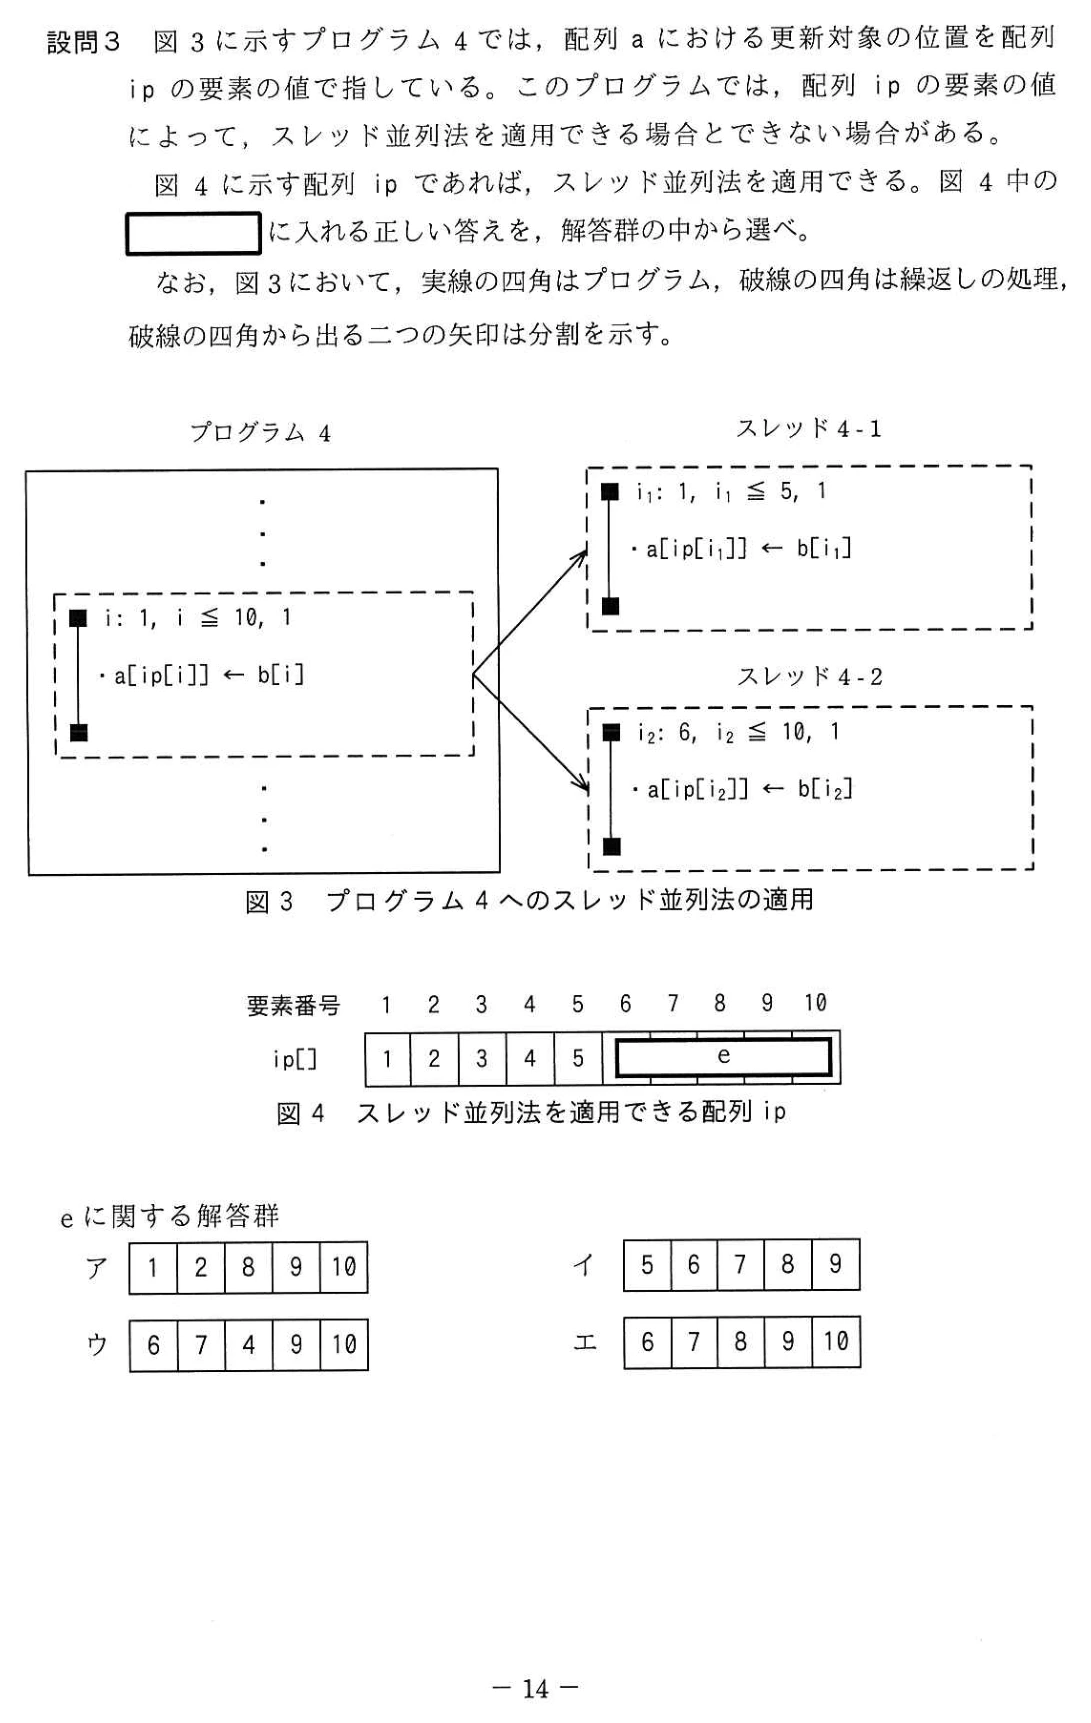 設問3 図3に示すプログラム4では，配列 a における更新対象の位置を配列
ip の要素の値で指している。このプログラムでは，配列 ip の要素の値
によって，スレッド並列法を適用できる場合とできない場合がある。
図 4 に示す配列 ip であれば，スレッド並列法を適用できる。図 4 中の
に入れる正しい答えを，解答群の中から選べ。
なお，図3において，実線の四角はプログラム，破線の四角は繰返しの処理，
破線の四角から出る二つの矢印は分割を示す。
プログラム 4
・
・
・
■ i: 1, i ≦ 10, 1
・a[ip[i]] ← b[i]
■
・
・
・
スレッド4-1
■ i₁: 1, i₁ ≦ 5, 1
・a[ip[i₁]] ← b[i₁]
■
スレッド4-2
■ i₂: 6, i₂ ≦ 10, 1
・a[ip[i₂]] ← b[i₂]
■
図3 プログラム4へのスレッド並列法の適用
要素番号 1 2 3 4 5 6 7 8 9 10
ip[] 1 2 3 4 5 e
図4 スレッド並列法を適用できる配列 ip
e に関する解答群
ア 1 2 8 9 10
イ 5 6 7 8 9
ウ 6 7 4 9 10
エ 6 7 8 9 10
－ 14 －